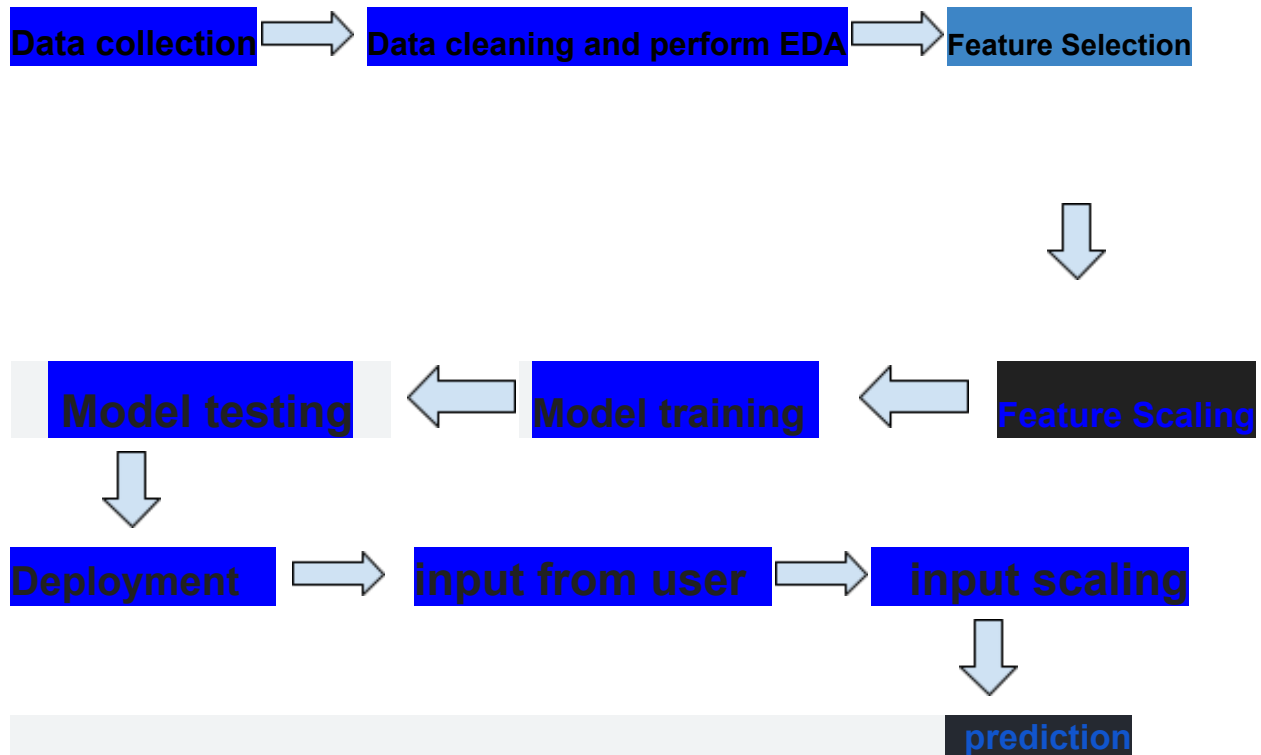 Data collection Data cleaning and perform EDA Feature Selection
Model testing Model training Feature Scaling
Deployment input from user input scaling
prediction